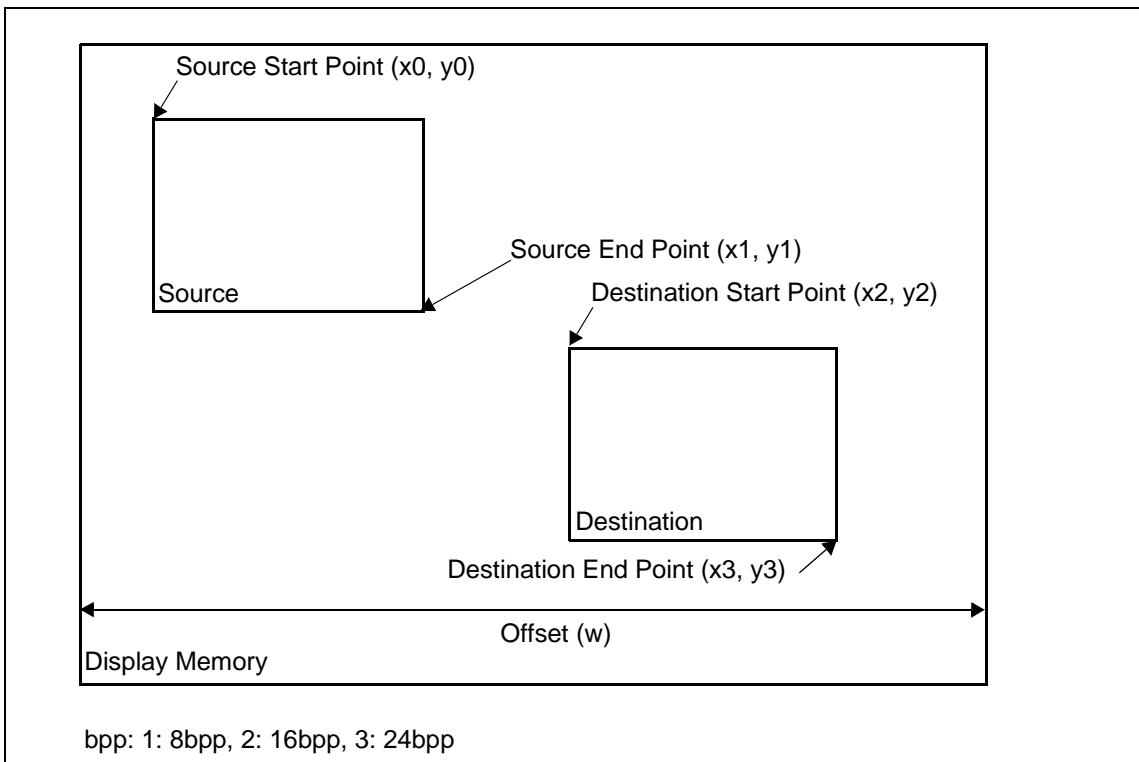 Source Start Point (x0, y0)
Source End Point (x1, y1)
Source
Destination Start Point (x2, y2)
Destination
Destination End Point (x3, y3)
Offset (w)
Display Memory
bpp: 1: 8bpp, 2: 16bpp, 3: 24bpp